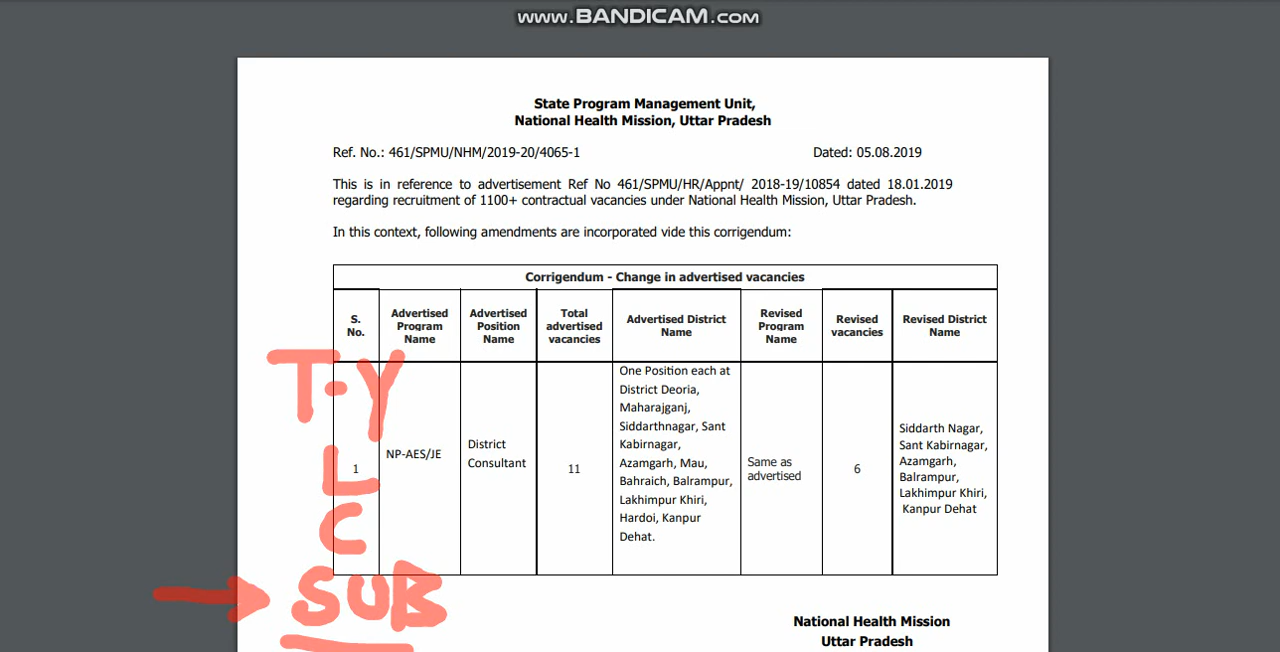 www.BANDICAM.com
State Program Management Unit,
National Health Mission, Uttar Pradesh
Ref. No.: 461/SPMU/NHM/2019-20/4065-1
Dated: 05.08.2019
This is in reference to advertisement Ref No 461/SPMU/HR/Appnt/ 2018-19/10854 dated 18.01.2019
regarding recruitment of 1100+ contractual vacancies under National Health Mission, Uttar Pradesh.
In this context, following amendments are incorporated vide this corrigendum:
Corrigendum - Change in advertised vacancies
S.
No.
Advertised
Program
Name
Advertised
Position
Name
Total
advertised
vacancies
Advertised District
Name
Revised
Program
Name
Revised
vacancies
Revised District
Name
1
NP-AES/JE
District
Consultant
11
One Position each at
District Deoria,
Maharajganj,
Siddarthnagar, Sant
Kabirnagar,
Azamgarh, Mau,
Bahraich, Balrampur,
Lakhimpur Khiri,
Hardoi, Kanpur
Dehat.
Same as
advertised
6
Siddarth Nagar,
Sant Kabirnagar,
Azamgarh,
Balrampur,
Lakhimpur Khiri,
Kanpur Dehat
T-Y
L
C
SUB
National Health Mission
Uttar Pradesh